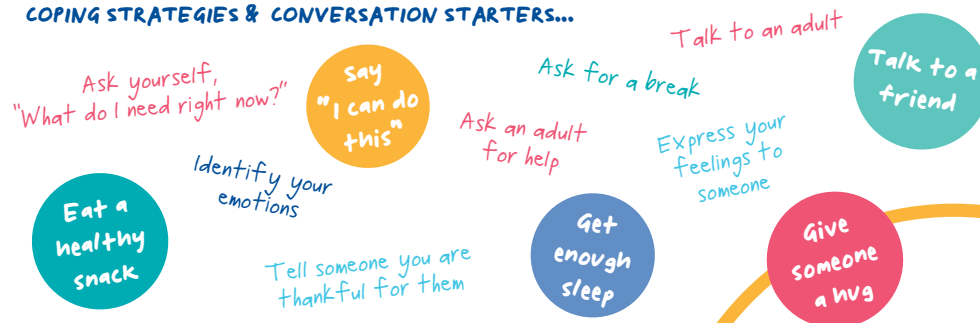 COPING STRATEGIES & CONVERSATION STARTERS...
Ask yourself,
"What do I need right now?"
Say
"I can do
this"
Ask for a break
Talk to an adult
Talk to a
friend
Ask an adult
for help
Express your
feelings to
someone
Identify your
emotions
Eat a
healthy
snack
Tell someone you are
thankful for them
Get
enough
sleep
Give
someone
a hug